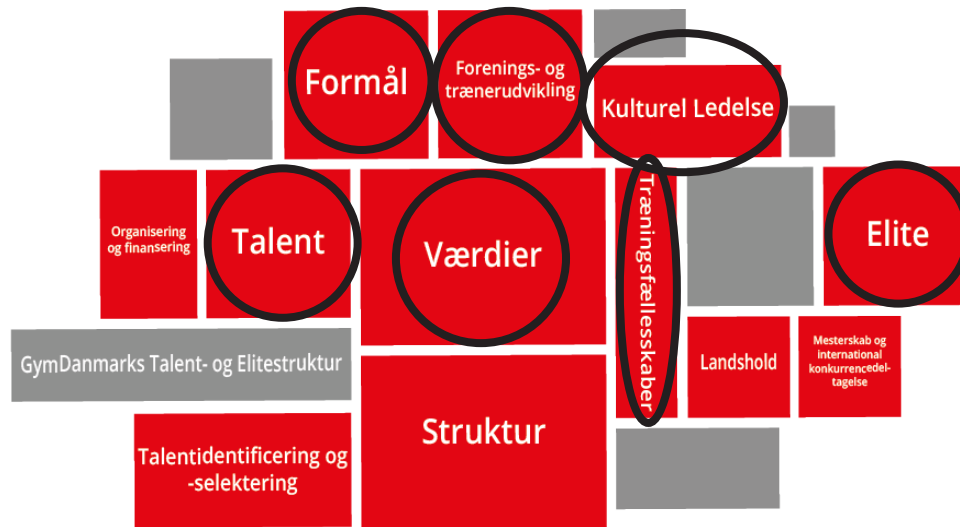 Formål
Forenings- og
trænerudvikling
Kulturel Ledelse
Organisering
og finansering
Talent
Værdier
Træningsfællesskaber
Elite
GymDanmarks Talent- og Elitestruktur
Struktur
Landshold
Mesterskab og
international
konkurrencedel-
tagelse
Talentidentificering og
-selektering